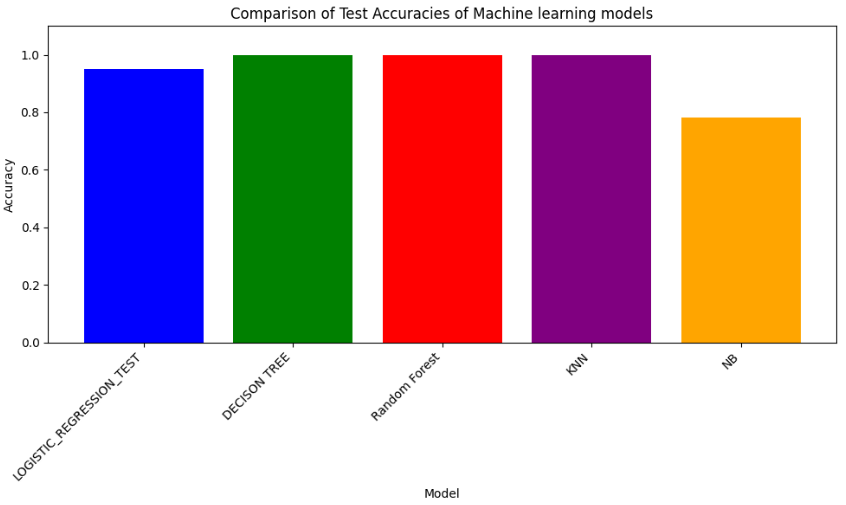 Comparison of Test Accuracies of Machine learning models
1.0
0.8
0.6
0.4
0.2
0.0
Accuracy
LOGISTIC_REGRESSION_TEST
DECISON TREE
Random Forest
KNN
NB
Model